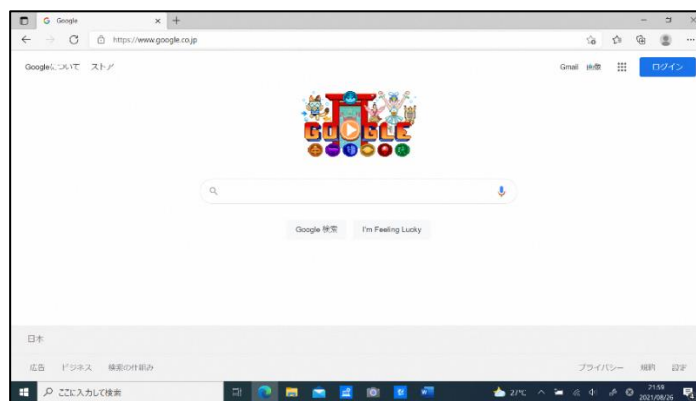 Google
https://www.google.co.jp
Googleについて ストア
Gmail 画像
ログイン
GOOGLE
Google 検索 I'm Feeling Lucky
日本
広告 ビジネス 検索の仕組み
プライバシー 規約 設定
ここに入力して検索
27°C
21:59
2021/08/26